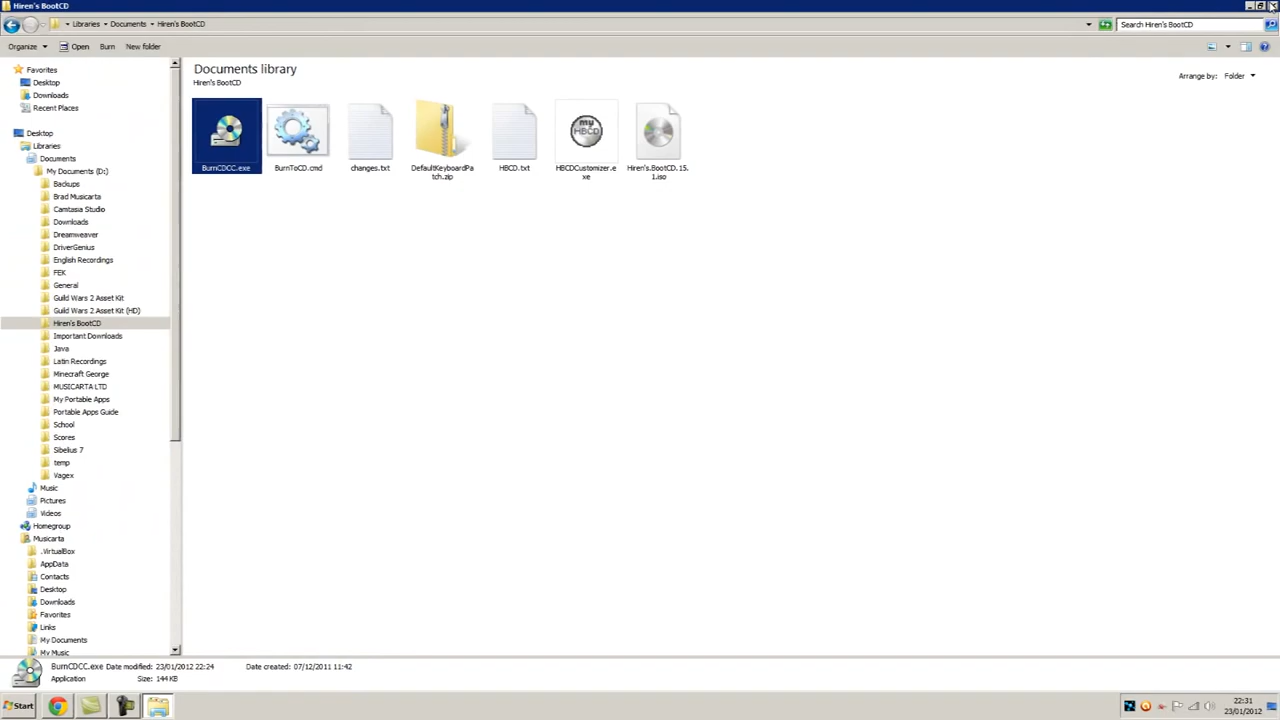 Hiren's BootCD
Libraries
Documents
Hiren's BootCD
Search Hiren's BootCD
Organize
Open
Burn
New folder
Favorites
Desktop
Downloads
Recent Places
Desktop
Libraries
Documents
My Documents (D:)
Backups
Brad Musicarta
Camtasia Studio
Downloads
Dreamweaver
DriverGenius
English Recordings
FEK
General
Guild Wars 2 Asset Kit
Guild Wars 2 Asset Kit (HD)
Hiren's BootCD
Important Downloads
Java
Latin Recordings
Minecraft George
MUSICARTA LTD
My Portable Apps
Portable Apps Guide
School
Scores
Sibelius 7
temp
Vagex
Music
Pictures
Videos
Homegroup
Musicarta
.VirtualBox
AppData
Contacts
Desktop
Downloads
Favorites
Links
My Documents
My Music
Documents library
Hiren's BootCD
Arrange by: Folder
my
HBCD
BurnCDCC.exe
BurnToCD.cmd
changes.txt
DefaultKeyboardPa
tch.zip
HBCD.txt
HBCDCustomizer.e
xe
Hiren's.BootCD.15.
1.iso
BurnCDCC.exe Date modified: 23/01/2012 22:24 Date created: 07/12/2011 11:42
Application Size: 144 KB
Start
22:31
23/01/2012